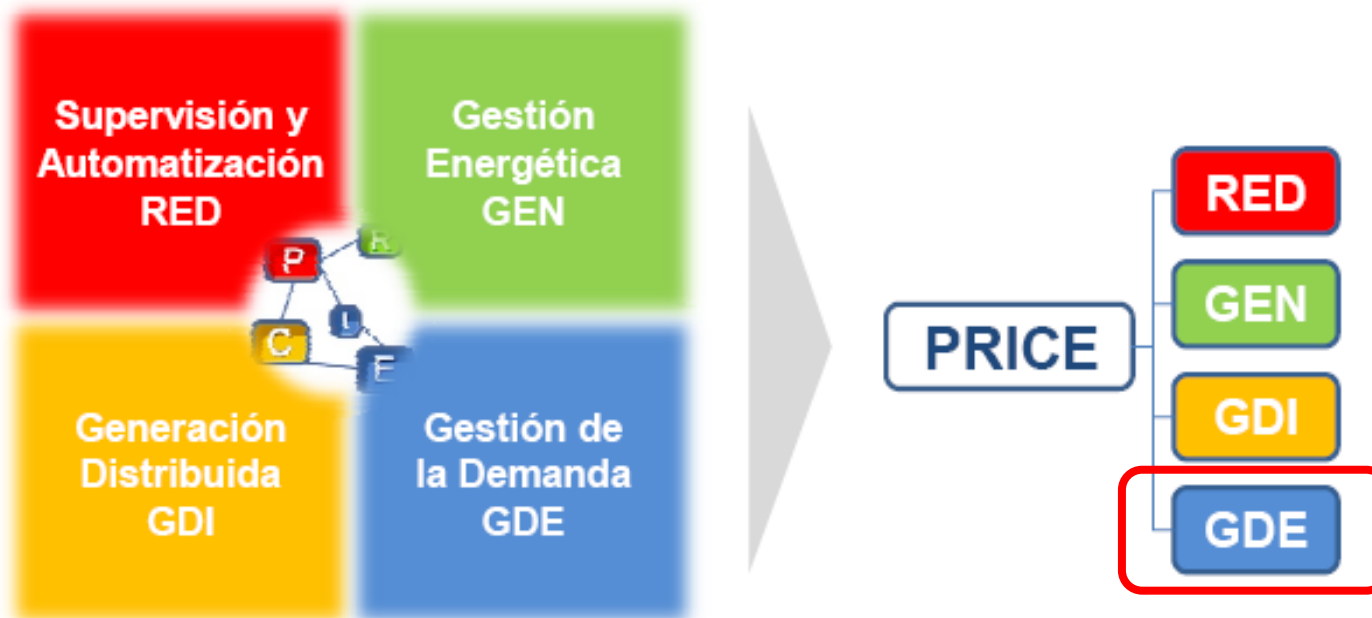 Supervisión y
Automatización
RED
Gestión
Energética
GEN
P
R
I
C
E
Generación
Distribuida
GDI
Gestión de
la Demanda
GDE
PRICE
RED
GEN
GDI
GDE